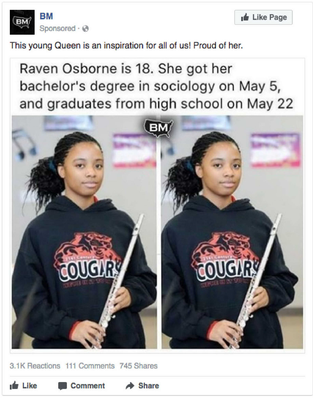 BM
BM
Like Page
Sponsored ·
This young Queen is an inspiration for all of us! Proud of her.
Raven Osborne is 18. She got her
bachelor's degree in sociology on May 5,
and graduates from high school on May 22
BM
COUGARS
COUGARS
3.1K Reactions 111 Comments 745 Shares
Like Comment Share